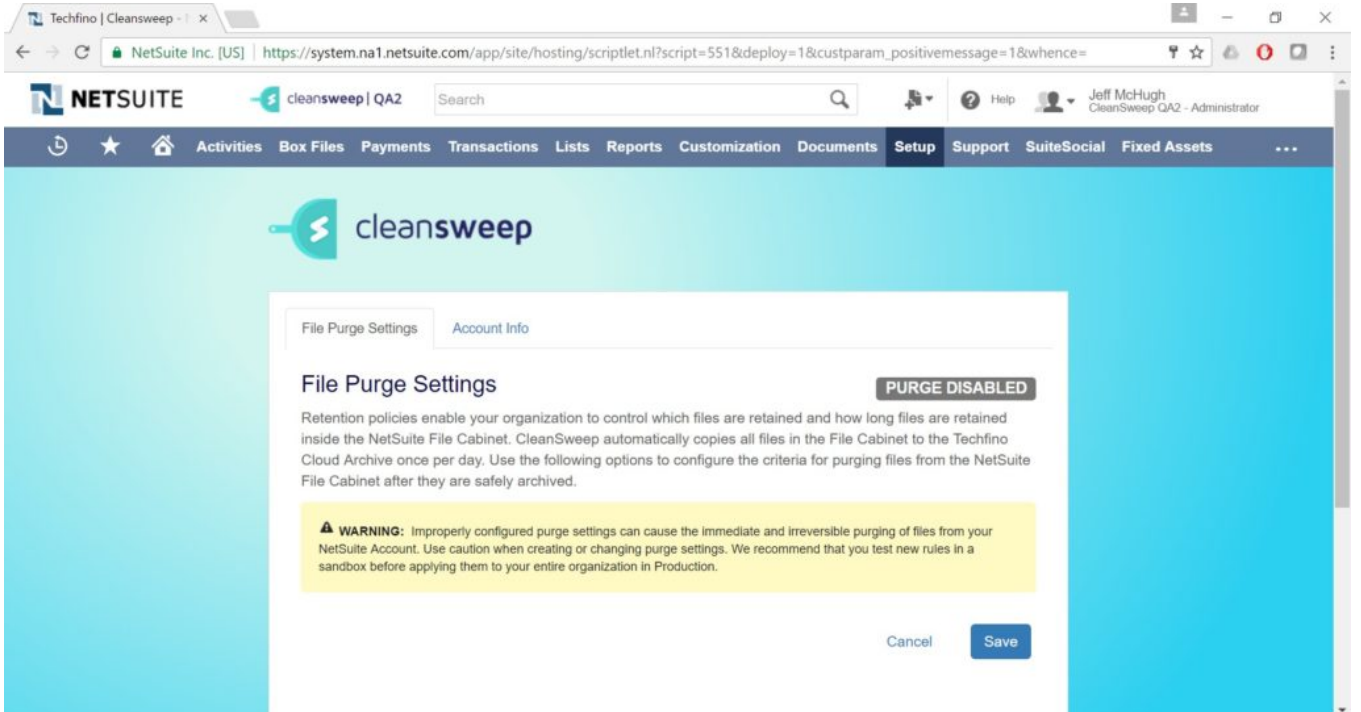 Techfino | Cleansweep - N
NetSuite Inc. [US] | https://system.na1.netsuite.com/app/site/hosting/scriptlet.nl?script=551&deploy=1&custparam_positivemessage=1&whence=
NETSUITE cleansweep | QA2 Search Help Jeff McHugh
CleanSweep QA2 - Administrator
Activities Box Files Payments Transactions Lists Reports Customization Documents Setup Support SuiteSocial Fixed Assets ...
cleansweep
File Purge Settings Account Info
File Purge Settings PURGE DISABLED
Retention policies enable your organization to control which files are retained and how long files are retained
inside the NetSuite File Cabinet. CleanSweep automatically copies all files in the File Cabinet to the Techfino
Cloud Archive once per day. Use the following options to configure the criteria for purging files from the NetSuite
File Cabinet after they are safely archived.
WARNING: Improperly configured purge settings can cause the immediate and irreversible purging of files from your
NetSuite Account. Use caution when creating or changing purge settings. We recommend that you test new rules in a
sandbox before applying them to your entire organization in Production.
Cancel Save